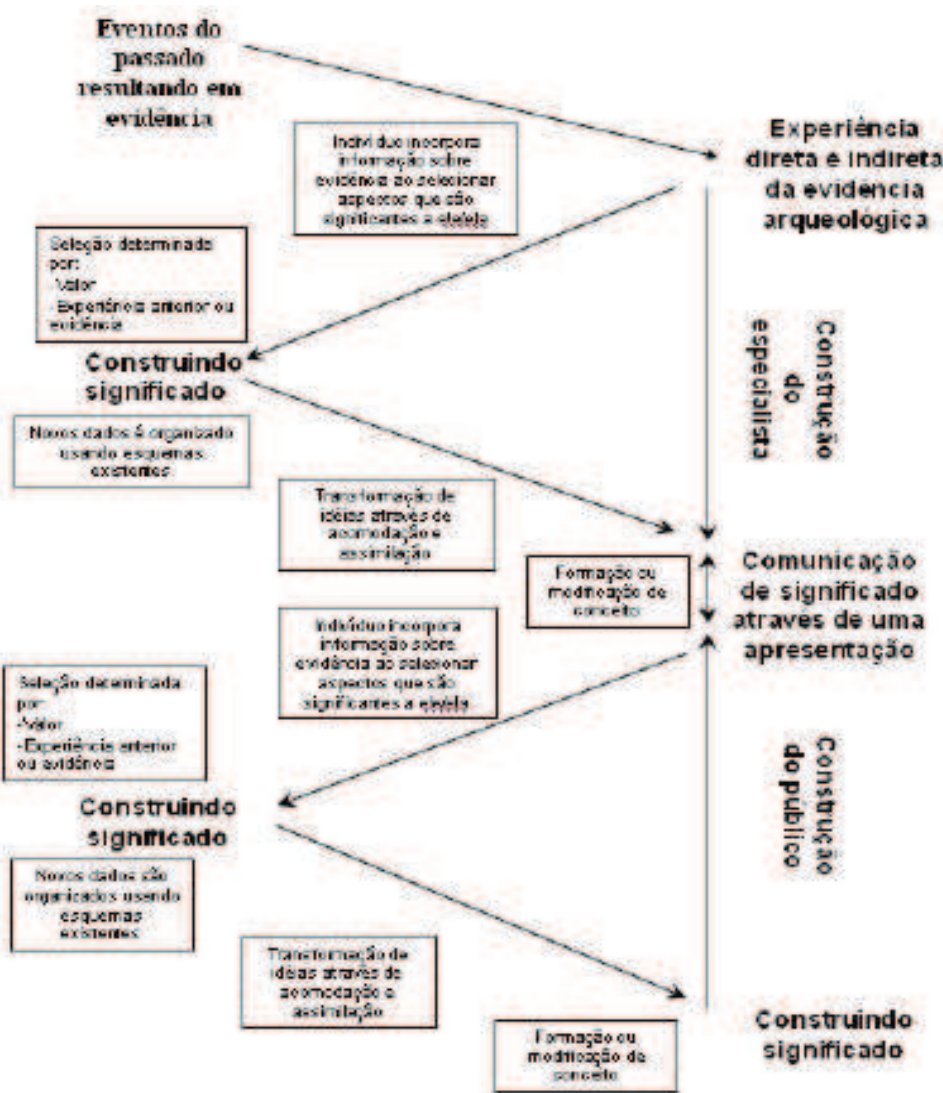 Eventos do
passado
resultando em
evidência
Indivíduo incorpora
informação sobre
evidência ao selecionar
aspectos que são
significantes a ele/ela
Experiência
direta e indireta
da evidência
arqueológica
Seleção determinada
por:
-Valor
-Experiência anterior ou
evidência
Construindo
significado
Novos dados é organizado
usando esquemas
existentes
Construção
do
especialista
Transformação de
idéias através de
acomodação e
assimilação
Formação ou
modificação de
conceito
Comunicação
de significado
através de uma
apresentação
Indivíduo incorpora
informação sobre
evidência ao selecionar
aspectos que são
significantes a ele/ela
Seleção determinada
por
-Valor
-Experiência anterior
ou evidência
Construindo
significado
Construção
do público
Novos dados são
organizados usando
esquemas
existentes
Transformação de
idéias através de
acomodação e
assimilação
Formação ou
modificação de
conceito
Construindo
significado